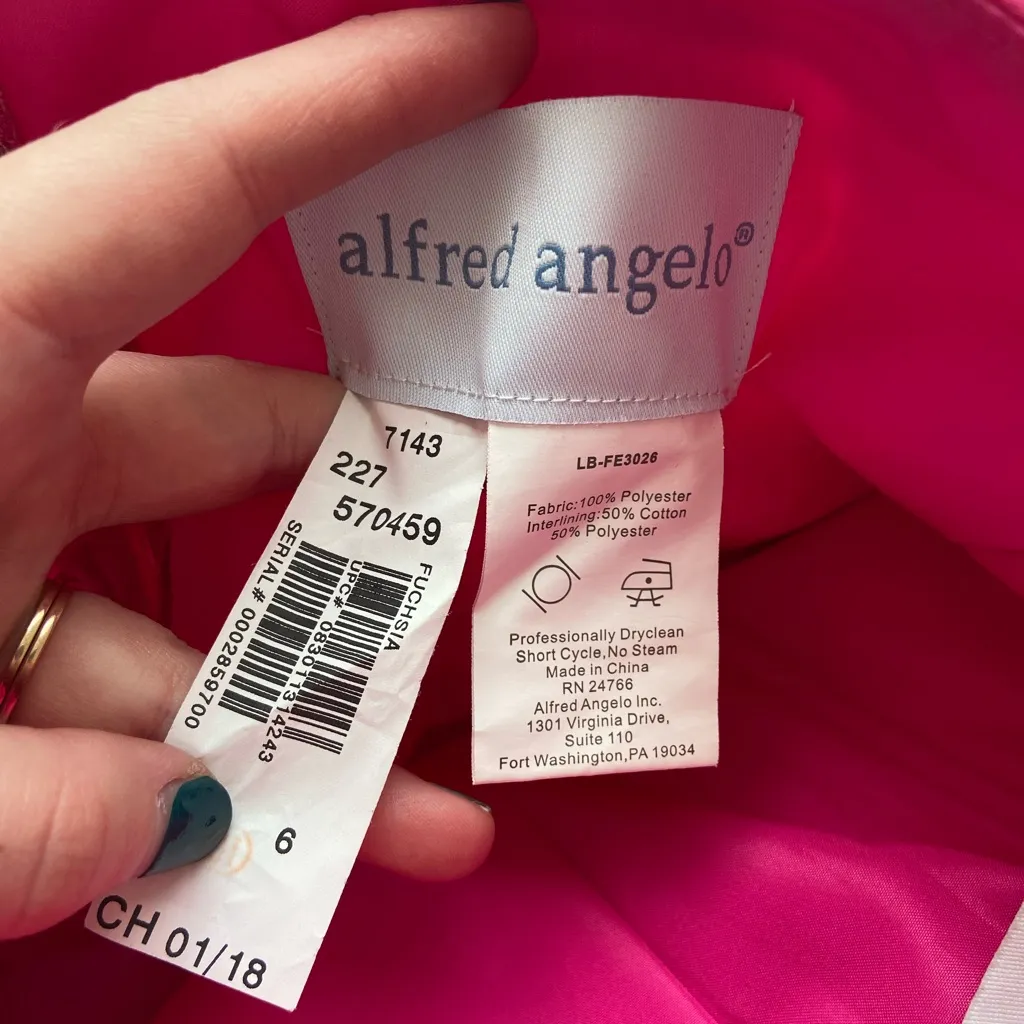 alfred angelo®
7143
227
570459
FUCHSIA
UPC# 083011314243
SERIAL# 0002859700
6
CH 01/18
LB-FE3026
Fabric:100% Polyester
Interlining:50% Cotton
50% Polyester
Professionally Dryclean
Short Cycle,No Steam
Made in China
RN 24766
Alfred Angelo Inc.
1301 Virginia Drive,
Suite 110
Fort Washington,PA 19034